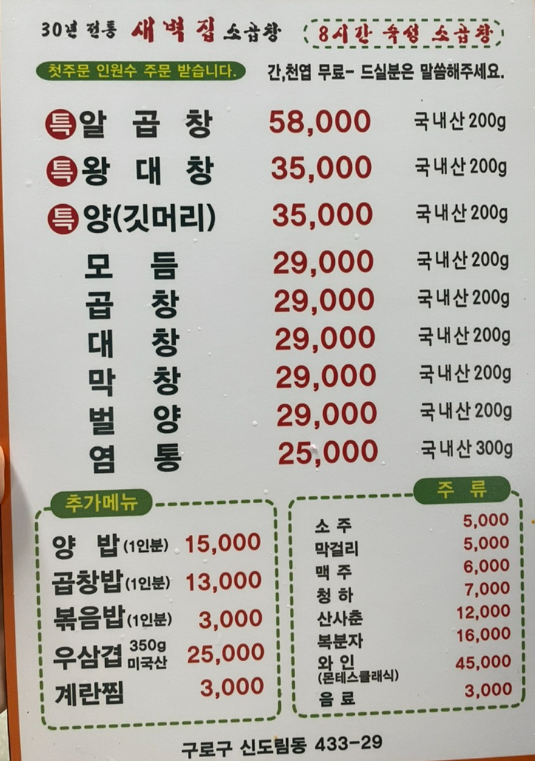 30년 전통 새벽집 소곱창 8시간 숙성 소곱창
첫주문 인원수 주문 받습니다. 간,천엽 무료- 드실분은 말씀해주세요.
특 알 곱 창 58,000 국내산 200g
특 왕 대 창 35,000 국내산 200g
특 양(깃머리) 35,000 국내산 200g
모 듬 29,000 국내산 200g
곱 창 29,000 국내산 200g
대 창 29,000 국내산 200g
막 창 29,000 국내산 200g
벌 양 29,000 국내산 200g
염 통 25,000 국내산 300g
추가메뉴
양 밥 (1인분) 15,000
곱창밥 (1인분) 13,000
볶음밥 (1인분) 3,000
우삼겹 350g 미국산 25,000
계란찜 3,000
주 류
소 주 5,000
막걸리 5,000
맥 주 6,000
청 하 7,000
산사춘 12,000
복분자 16,000
와 인 45,000
(몬테스클래식)
음 료 3,000
구로구 신도림동 433-29